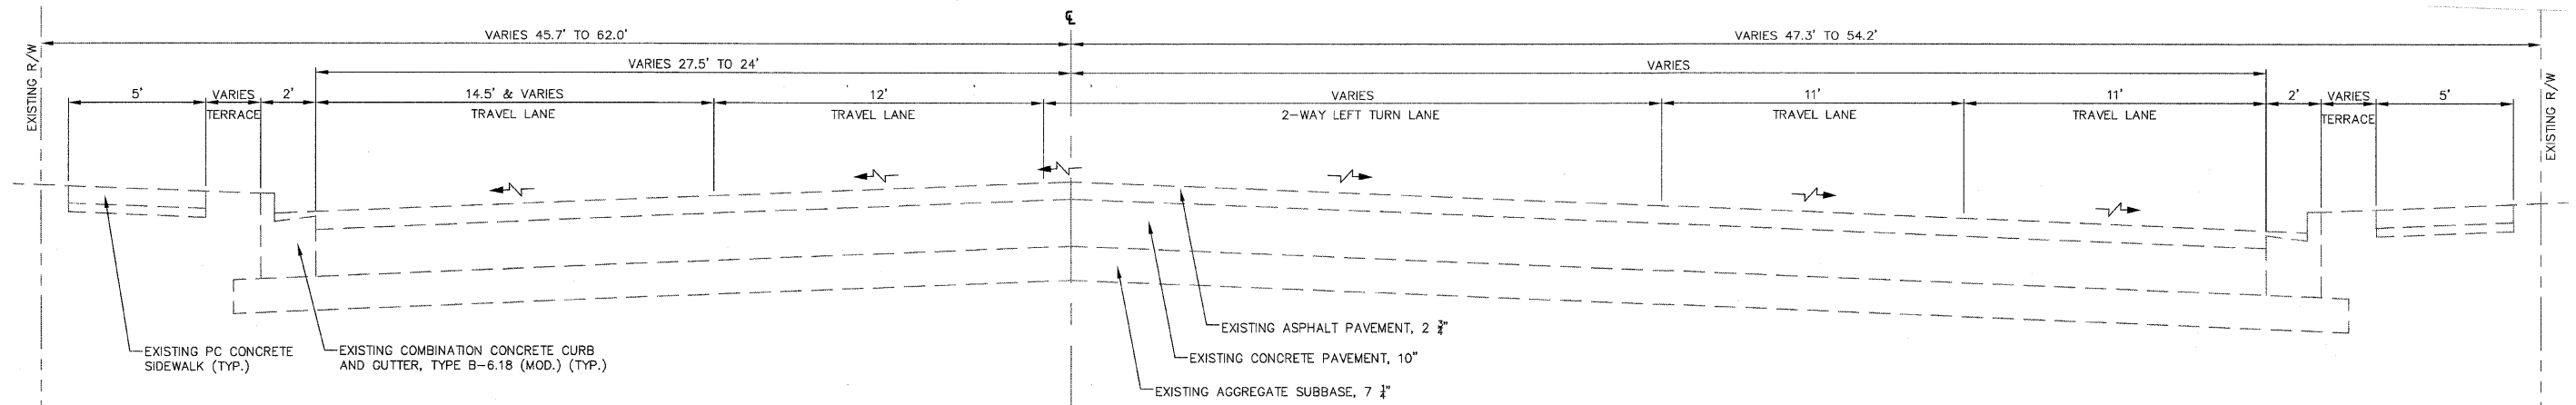 ℄
VARIES 45.7' TO 62.0'
VARIES 47.3' TO 54.2'
EXISTING R/W
EXISTING R/W
VARIES 27.5' TO 24'
VARIES
5'
VARIES
2'
14.5' & VARIES
12'
VARIES
11'
11'
2'
VARIES
5'
TERRACE
TRAVEL LANE
TRAVEL LANE
2-WAY LEFT TURN LANE
TRAVEL LANE
TRAVEL LANE
TERRACE
EXISTING ASPHALT PAVEMENT, 2 3/4"
EXISTING PC CONCRETE
SIDEWALK (TYP.)
EXISTING COMBINATION CONCRETE CURB
AND GUTTER, TYPE B-6.18 (MOD.) (TYP.)
EXISTING CONCRETE PAVEMENT, 10"
EXISTING AGGREGATE SUBBASE, 7 1/4"